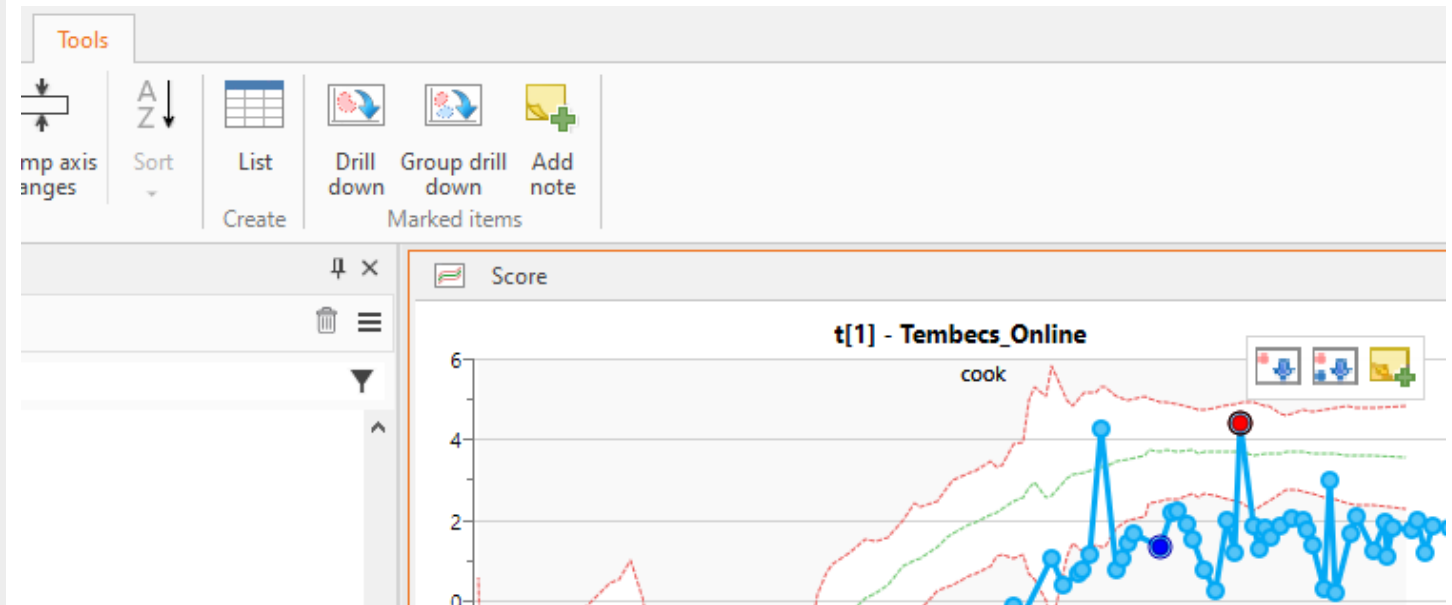 Tools
mp axis
anges
A
Z
Sort
List
Create
Drill
down
Group drill
down
Add
note
Marked items
Score
t[1] - Tembecs_Online
cook
6
4
2
0